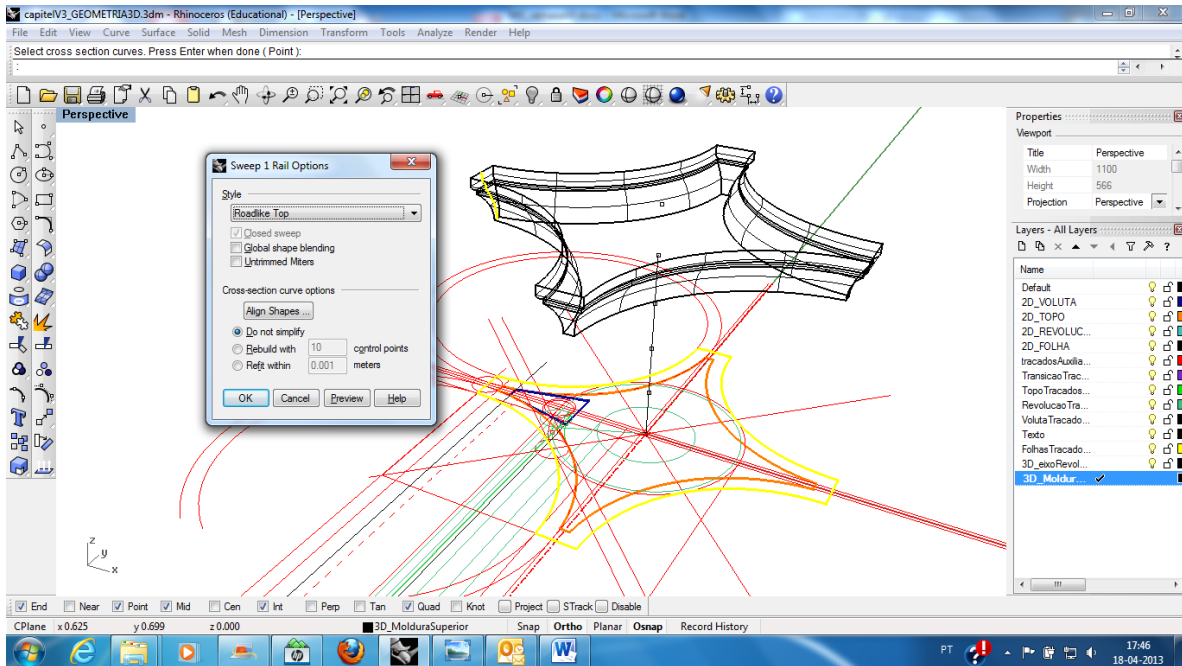 capitelV3_GEOMETRIA3D.3dm - Rhinoceros (Educational) - [Perspective]
File Edit View Curve Surface Solid Mesh Dimension Transform Tools Analyze Render Help
Select cross section curves. Press Enter when done ( Point ):
:
Perspective
Sweep 1 Rail Options
Style
Roadlike Top
Closed sweep
Global shape blending
Untrimmed Miters
Cross-section curve options
Align Shapes ...
Do not simplify
Rebuild with 10 control points
Refit within 0.001 meters
OK Cancel Preview Help
Properties
Viewport
Title Perspective
Width 1100
Height 566
Projection Perspective
Layers - All Layers
Name
Default
2D_VOLUTA
2D_TOPO
2D_REVOLUC...
2D_FOLHA
tracadosAuxilia...
TransicaoTrac...
TopoTracados...
RevolucaoTra...
VolutaTracado...
Texto
FolhasTracado...
3D_eixoRevol...
3D_Moldur...
z
y
x
End Near Point Mid Cen Int Perp Tan Quad Knot Project STrack Disable
CPlane x 0.625 y 0.699 z 0.000 3D_MolduraSuperior Snap Ortho Planar Osnap Record History
PT 17:46
18-04-2013